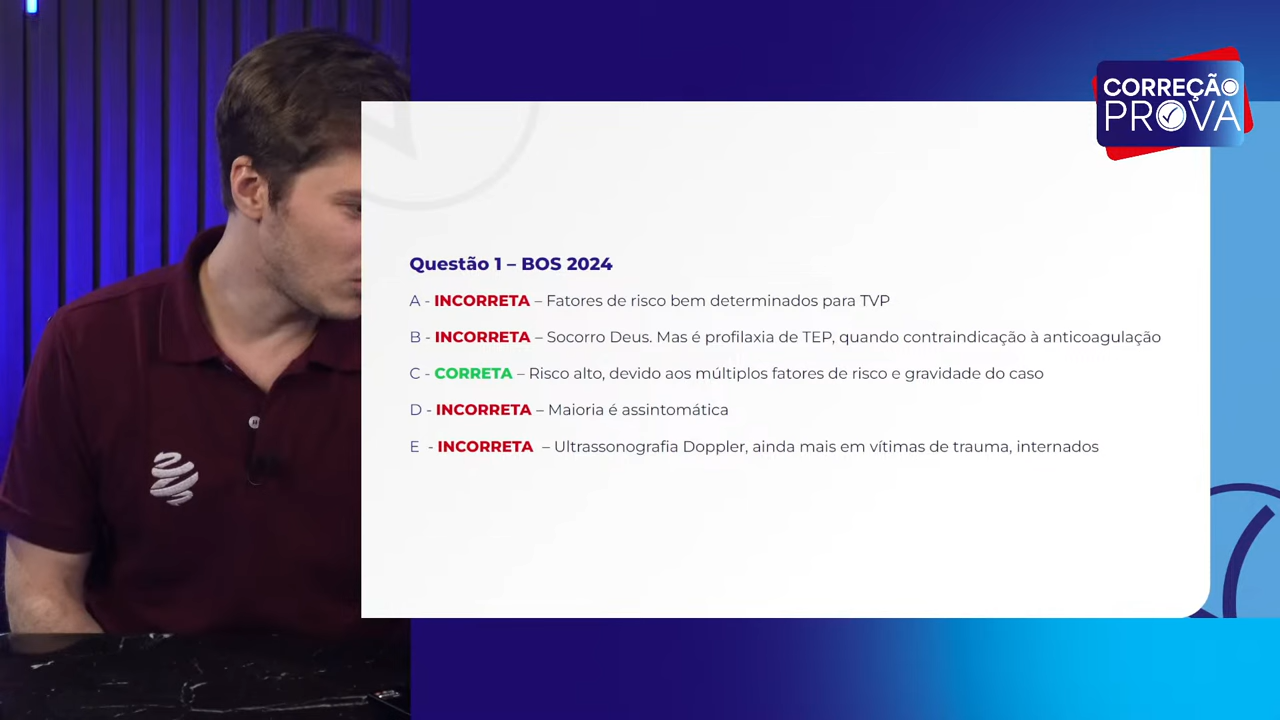 CORREÇÃO
PROVA
Questão 1 – BOS 2024
A - INCORRETA – Fatores de risco bem determinados para TVP
B - INCORRETA – Socorro Deus. Mas é profilaxia de TEP, quando contraindicação à anticoagulação
C - CORRETA – Risco alto, devido aos múltiplos fatores de risco e gravidade do caso
D - INCORRETA – Maioria é assintomática
E - INCORRETA – Ultrassonografia Doppler, ainda mais em vítimas de trauma, internados